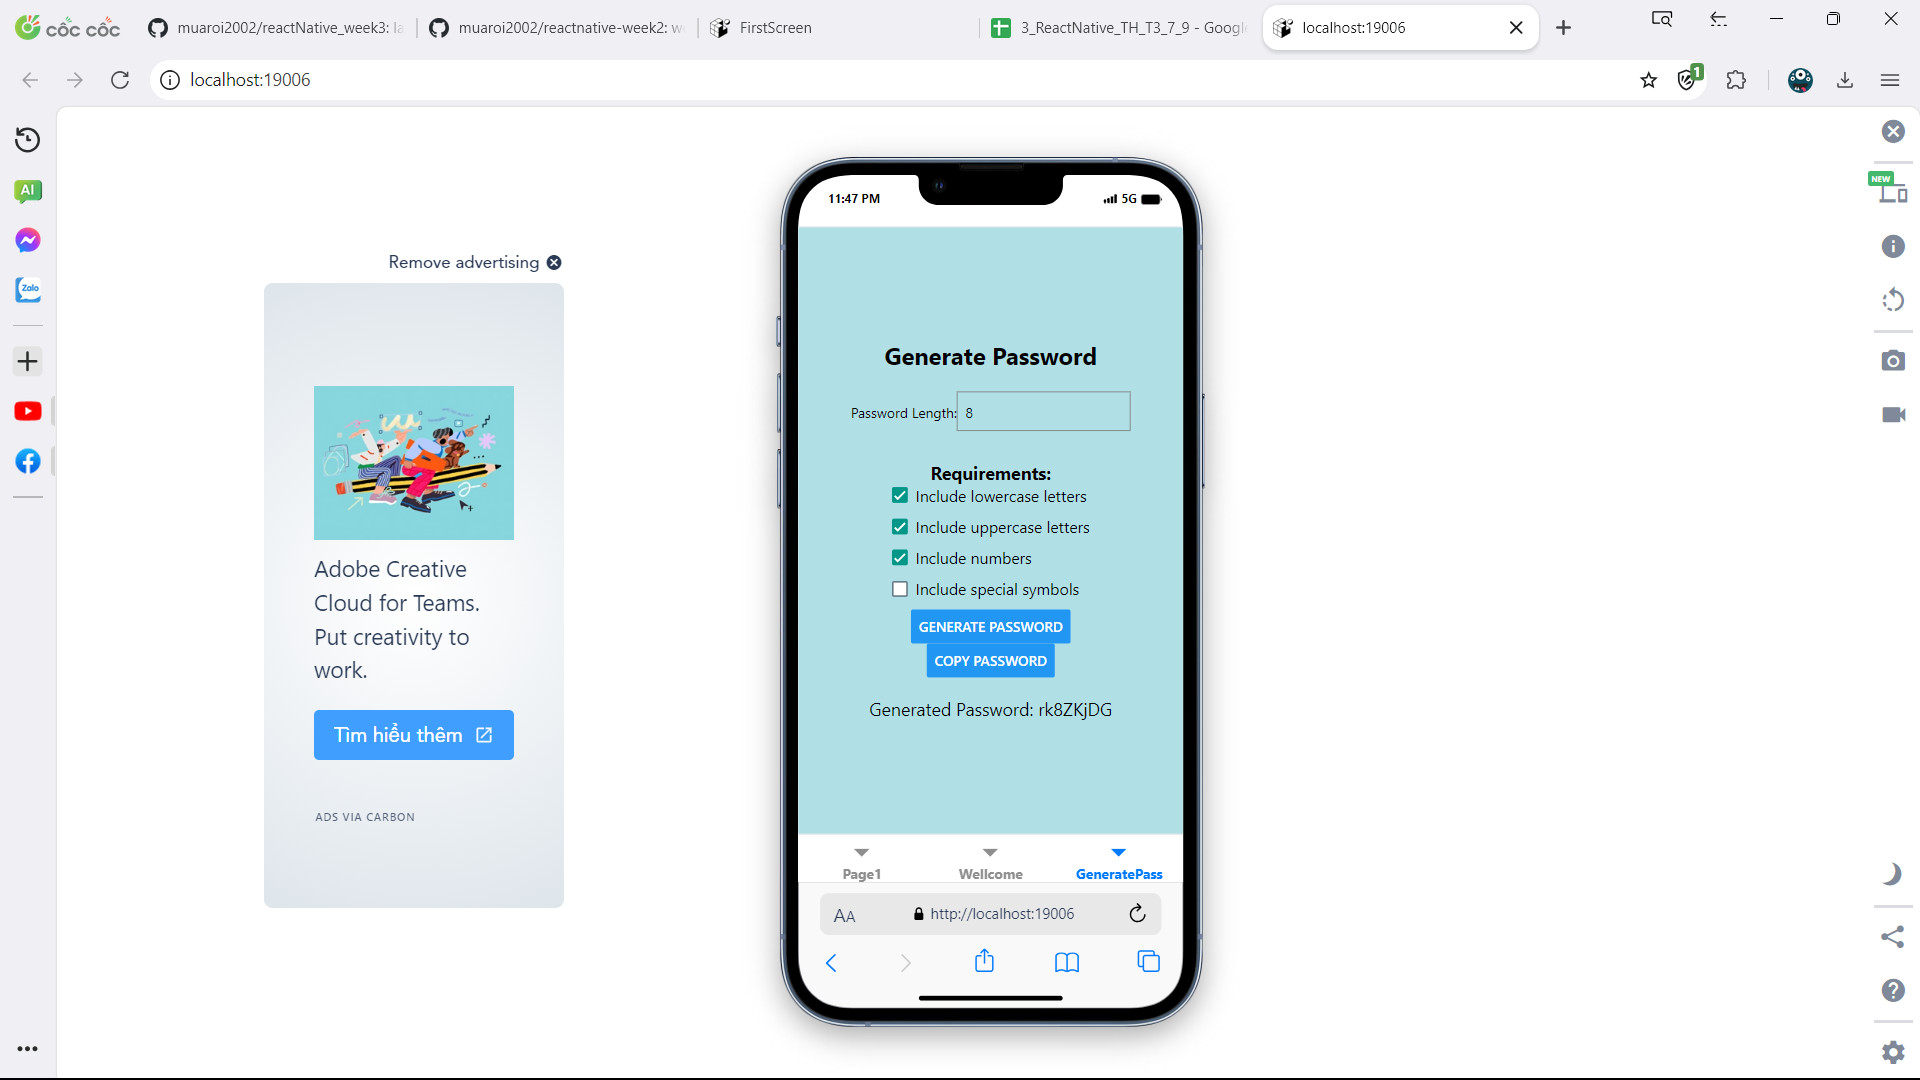 cốc cốc
muaroi2002/reactNative_week3: la
muaroi2002/reactnative-week2: w
FirstScreen
3_ReactNative_TH_T3_7_9 - Google
localhost:19006
localhost:19006
1
AI
Zalo
NEW
Remove advertising
Adobe Creative
Cloud for Teams.
Put creativity to
work.
Tìm hiểu thêm
ADS VIA CARBON
11:47 PM
5G
Generate Password
Password Length: 8
Requirements:
Include lowercase letters
Include uppercase letters
Include numbers
Include special symbols
GENERATE PASSWORD
COPY PASSWORD
Generated Password: rk8ZKjDG
Page1
Wellcome
GeneratePass
AA
http://localhost:19006